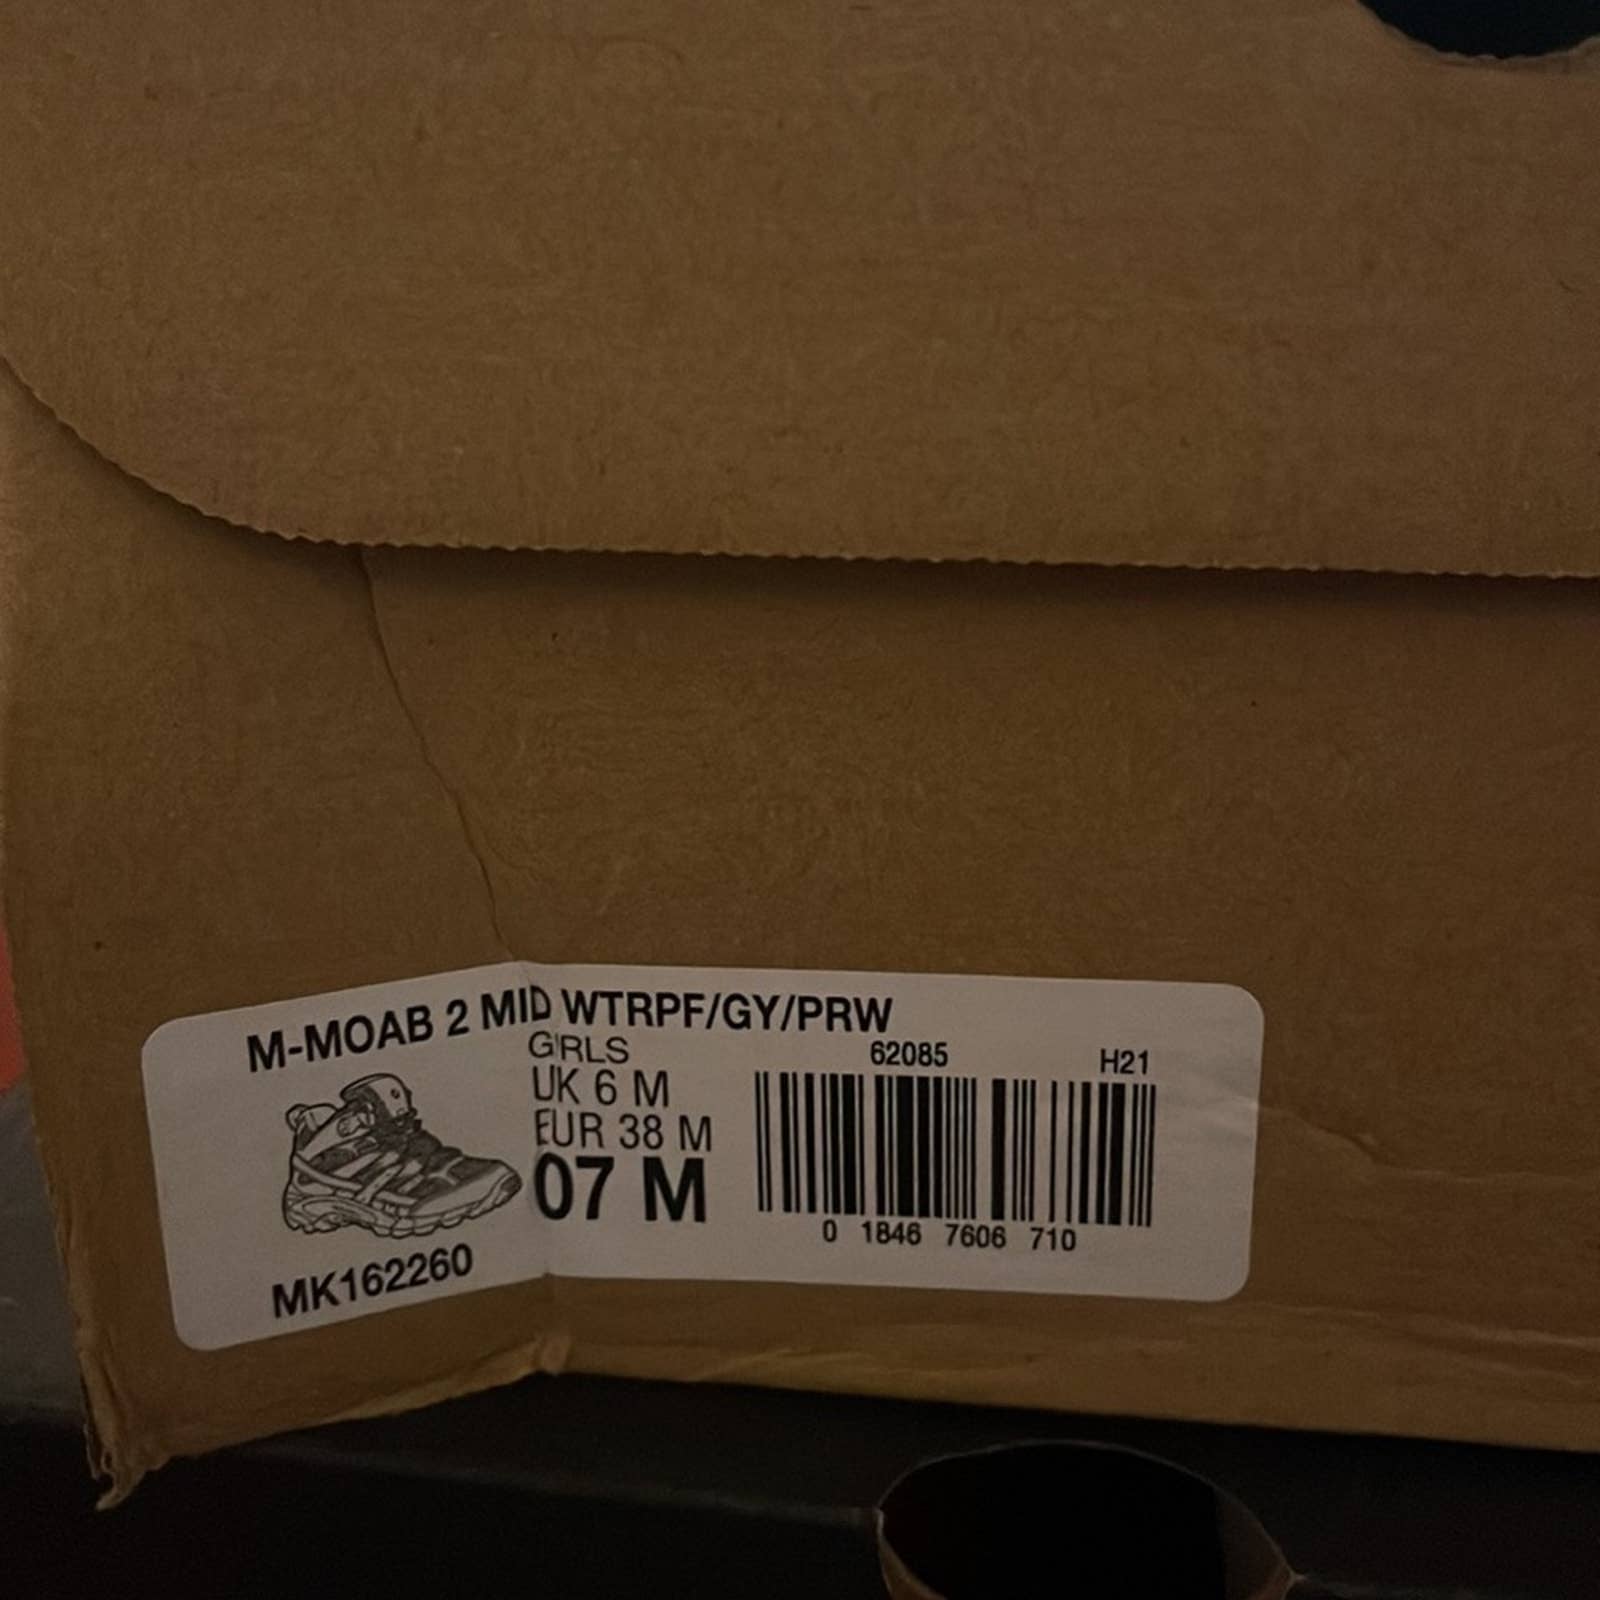 M-MOAB 2 MID WTRPF/GY/PRW
GIRLS
UK 6 M
EUR 38 M
07 M
62085 H21
0 1846 7606 710
MK162260